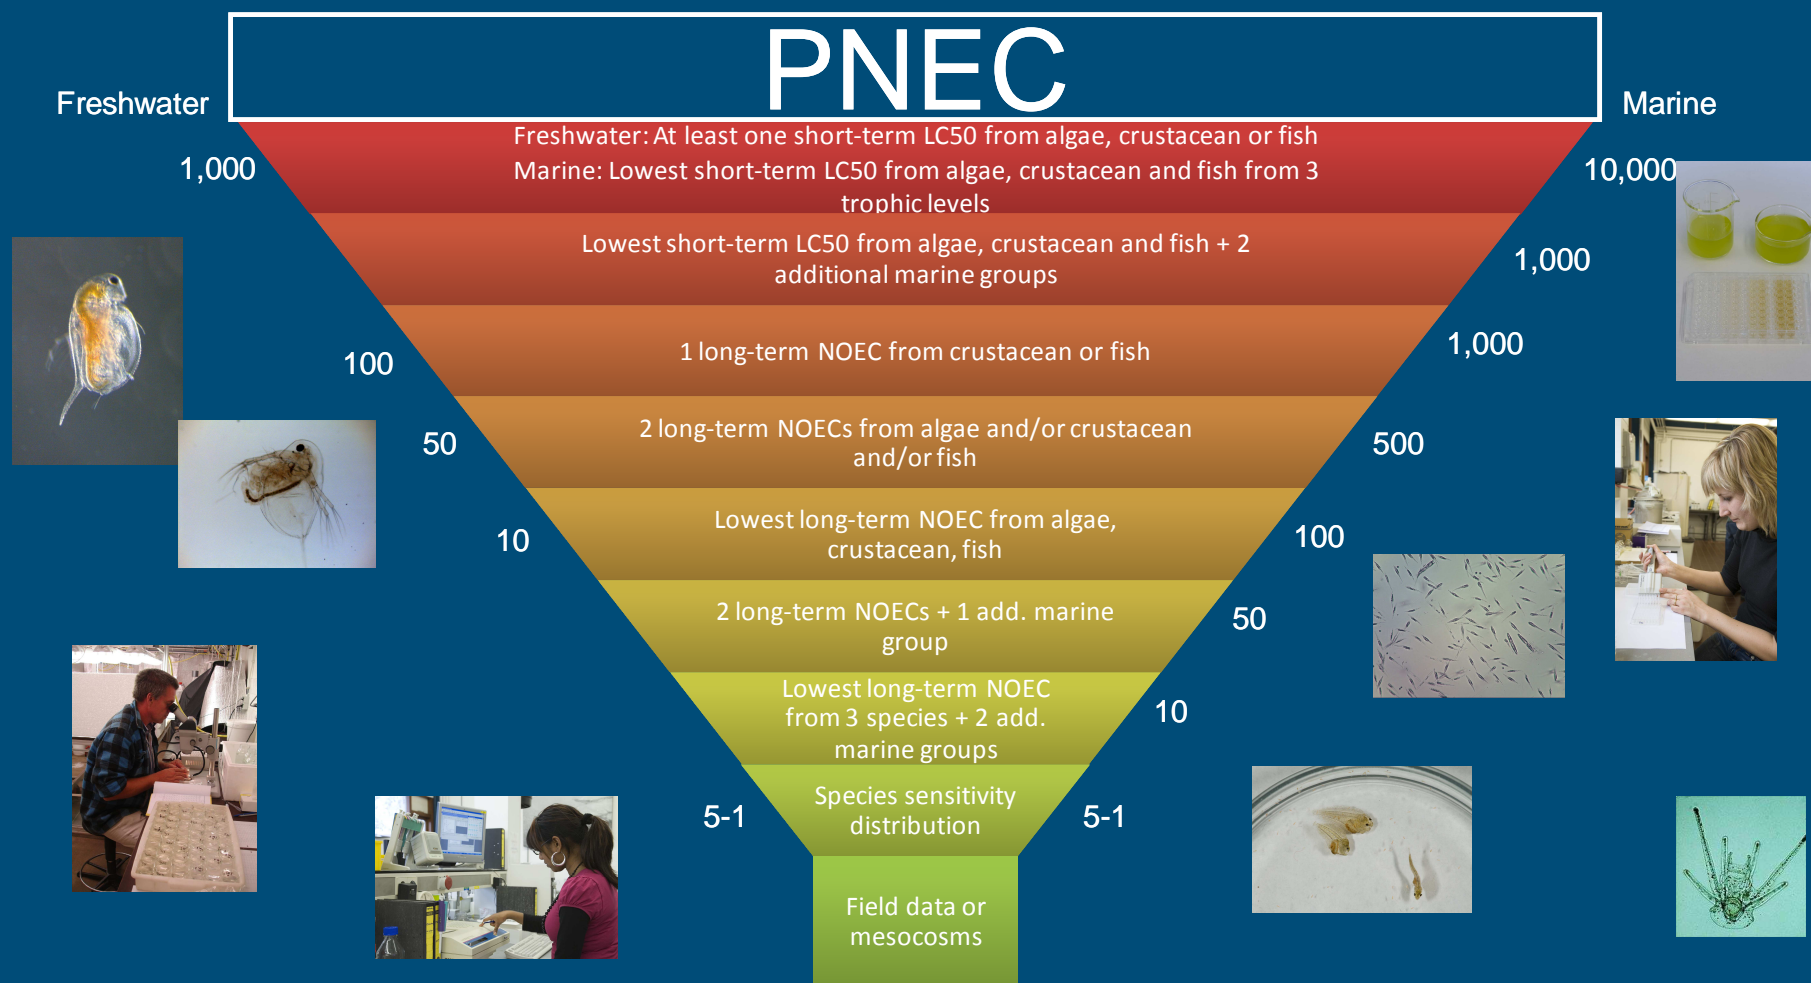 PNEC
Freshwater
Marine
Freshwater: At least one short-term LC50 from algae, crustacean or fish
1,000
Marine: Lowest short-term LC50 from algae, crustacean and fish from 3
trophic levels
10,000
Lowest short-term LC50 from algae, crustacean and fish + 2
additional marine groups
1,000
100
1 long-term NOEC from crustacean or fish
1,000
50
2 long-term NOECs from algae and/or crustacean
and/or fish
500
10
Lowest long-term NOEC from algae,
crustacean, fish
100
2 long-term NOECs + 1 add. marine
group
50
Lowest long-term NOEC
from 3 species + 2 add.
marine groups
10
5-1
Species sensitivity
distribution
5-1
Field data or
mesocosms